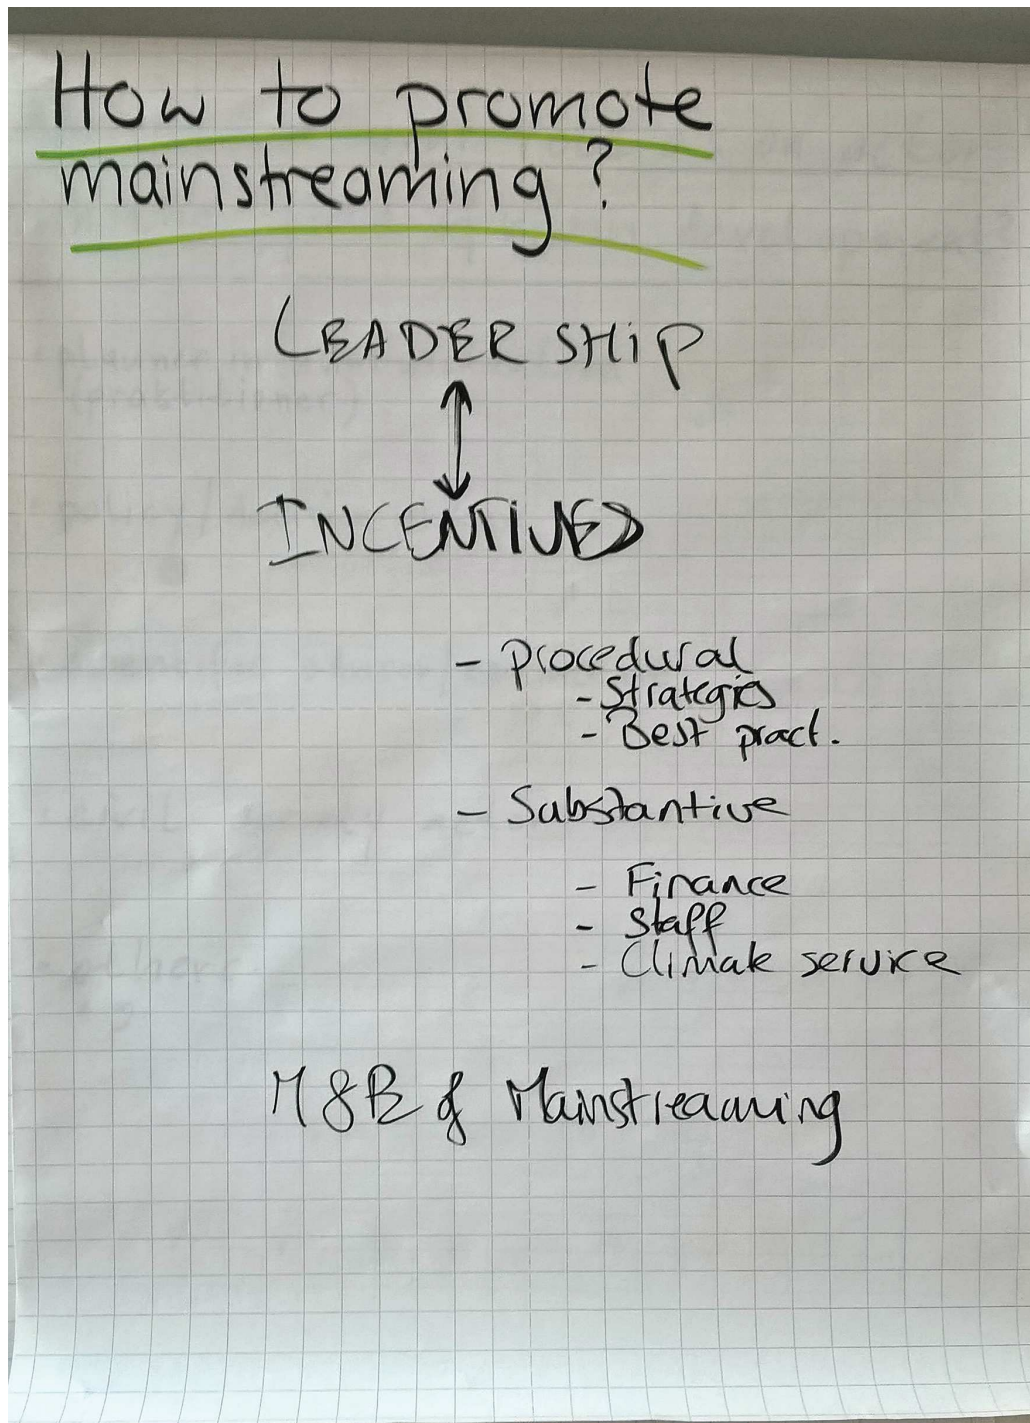 How to promote
mainstreaming?
LEADERSHIP
INCENTIVES
- Procedural
- Strategies
- Best pract.
- Substantive
- Finance
- Staff
- Climate service
M&E of Mainstreaming